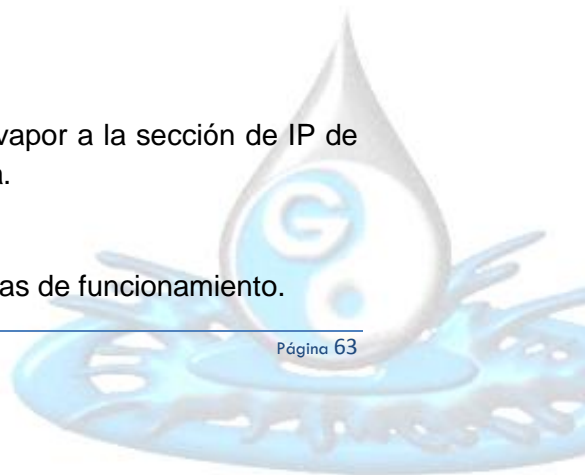 vapor a la sección de IP de
as de funcionamiento.
Página 63
G